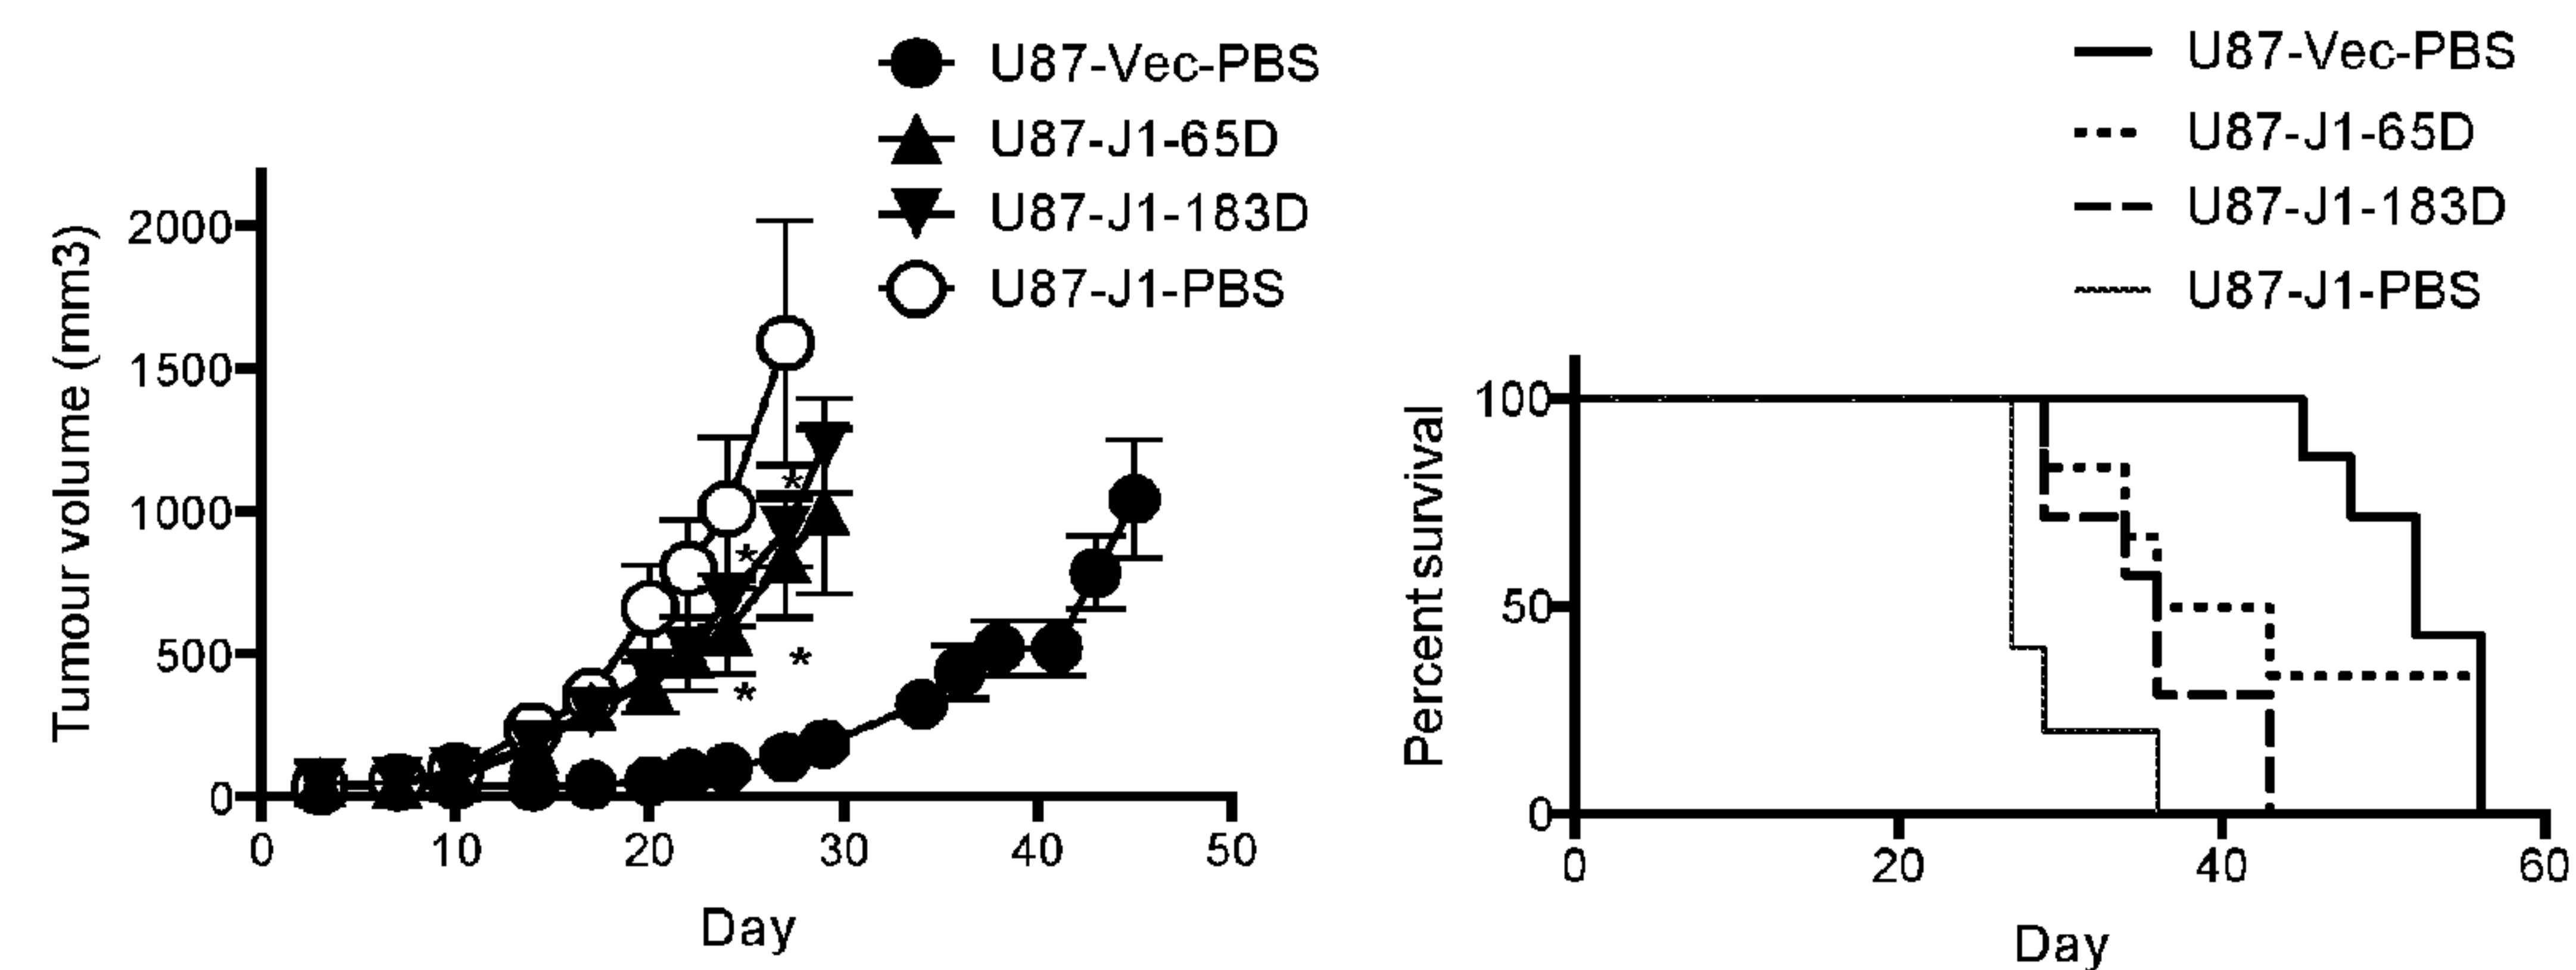 U87-Vec-PBS
U87-J1-65D
U87-J1-183D
U87-J1-PBS
Tumour volume (mm3)
2000
1500
1000
500
0
*
*
*
*
0 10 20 30 40 50
Day
U87-Vec-PBS
U87-J1-65D
U87-J1-183D
U87-J1-PBS
Percent survival
100
50
0
0 20 40 60
Day